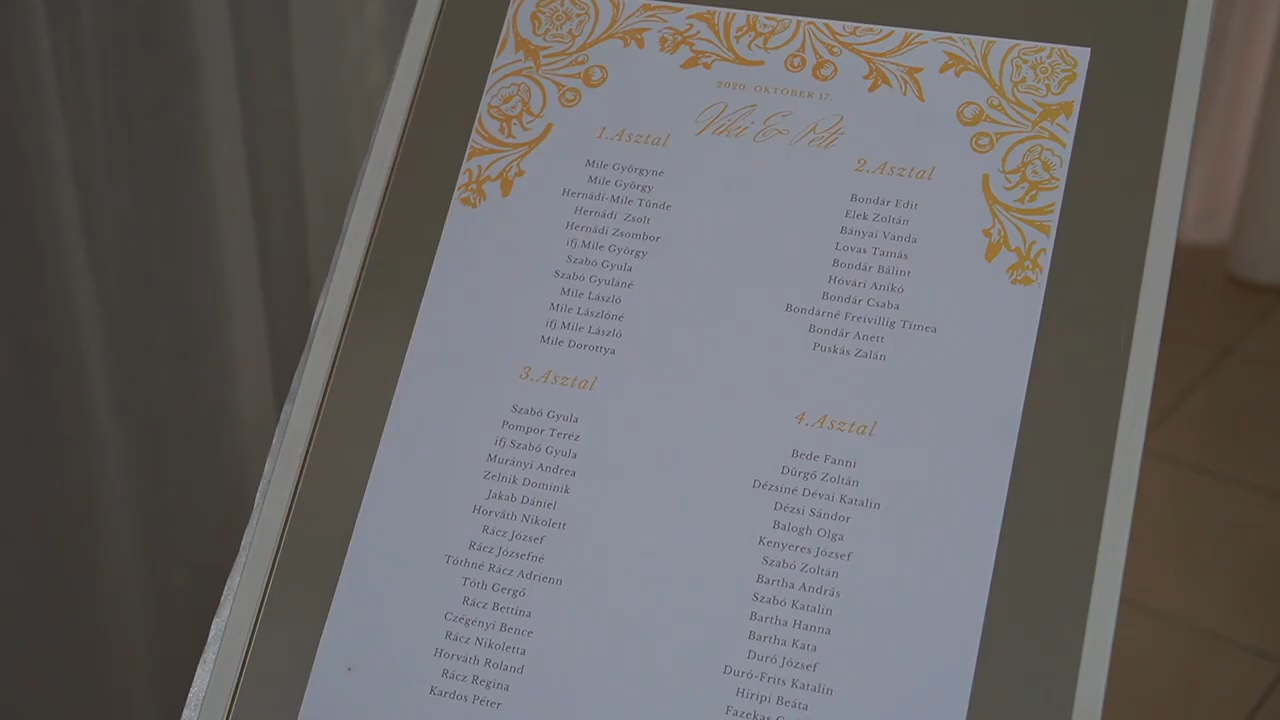 2020. OKTÓBER 17.
Viki & Peti
1.Asztal
Mile Györgyné
Mile György
Hernádi-Mile Tünde
Hernádi Zsolt
Hernádi Zsombor
ifj.Mile György
Szabó Gyula
Szabó Gyuláné
Mile László
Mile Lászlóné
ifj.Mile László
Mile Dorottya
2.Asztal
Bondár Edit
Elek Zoltán
Bányai Vanda
Lovas Tamás
Bondár Bálint
Hóvári Anikó
Bondár Csaba
Bondárné Freivillig Tímea
Bondár Anett
Puskás Zalán
3.Asztal
Szabó Gyula
Pompor Teréz
ifj.Szabó Gyula
Murányi Andrea
Zelnik Dominik
Jakab Dániel
Horváth Nikolett
Rácz József
Rácz Józsefné
Tóthné Rácz Adrienn
Tóth Gergő
Rácz Bettina
Czégényi Bence
Rácz Nikoletta
Horváth Roland
Rácz Regina
Kardos Péter
4.Asztal
Bede Fanni
Dürgő Zoltán
Dézsiné Dévai Katalin
Dézsi Sándor
Balogh Olga
Kenyeres József
Szabó Zoltán
Bartha András
Szabó Katalin
Bartha Hanna
Bartha Kata
Duró József
Duró-Frits Katalin
Hiripi Beáta
Fazekas